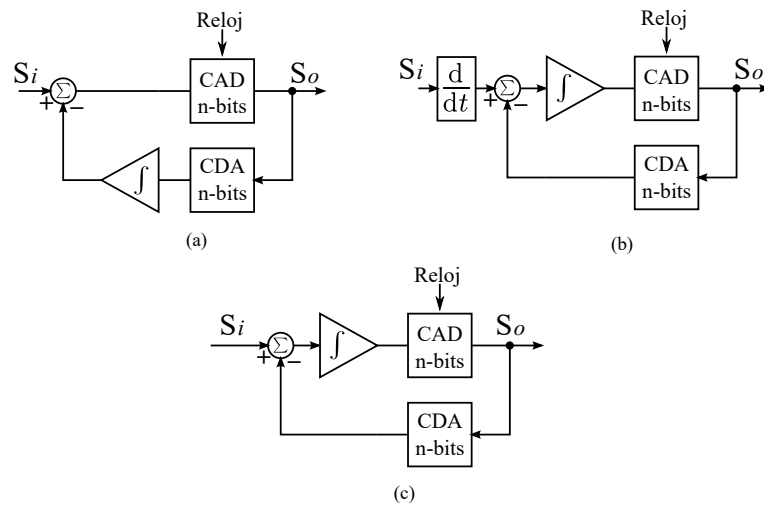 Reloj
Si
CAD
n-bits
So
+
Σ
−
∫
CDA
n-bits
(a)
Reloj
Si
d
dt
+
Σ
−
∫
CAD
n-bits
So
CDA
n-bits
(b)
Reloj
Si
+
Σ
−
∫
CAD
n-bits
So
CDA
n-bits
(c)